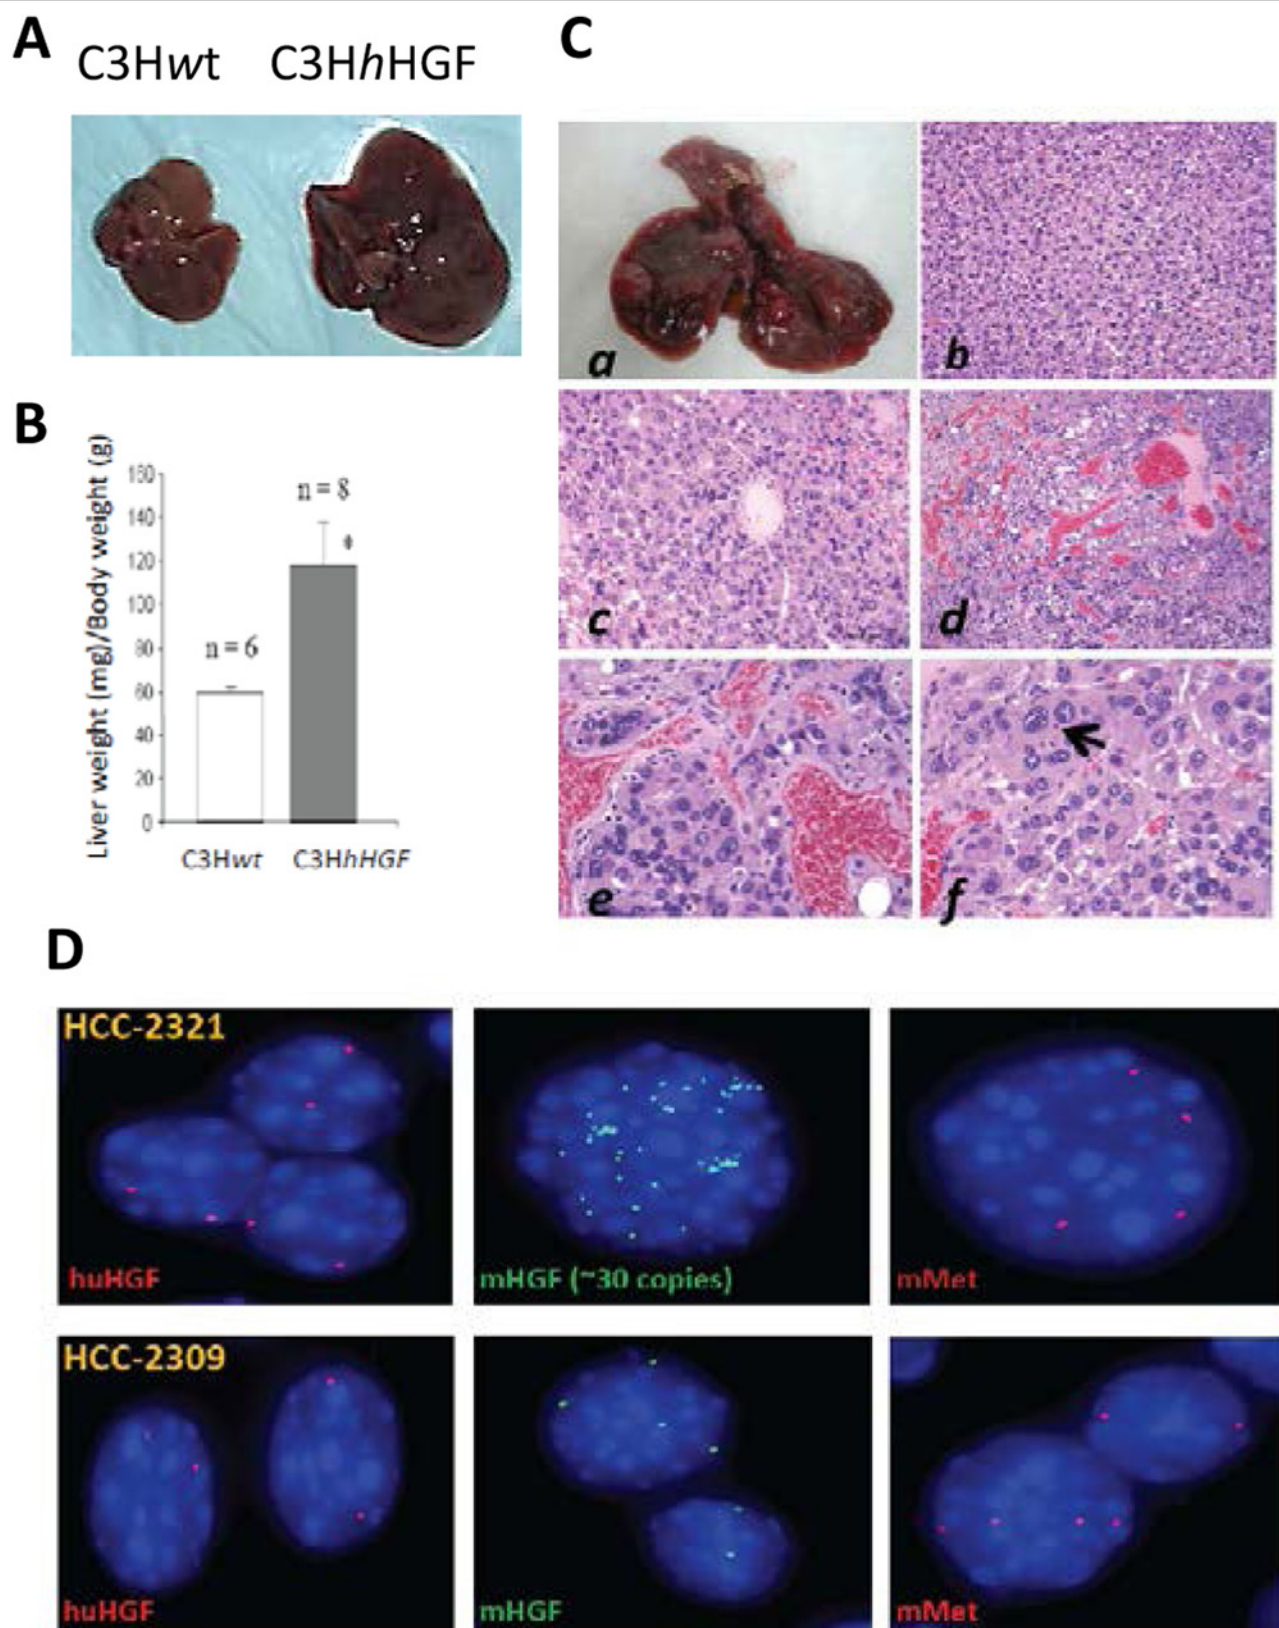 A
C3Hwt C3HhHGF
B
Liver weight (mg)/Body weight (g)
160
140
120
100
80
60
40
20
0
n = 6
n = 8
*
C3Hwt C3HhHGF
C
a
b
c
d
e
f
D
HCC-2321
huHGF
mHGF (~30 copies)
mMet
HCC-2309
huHGF
mHGF
mMet